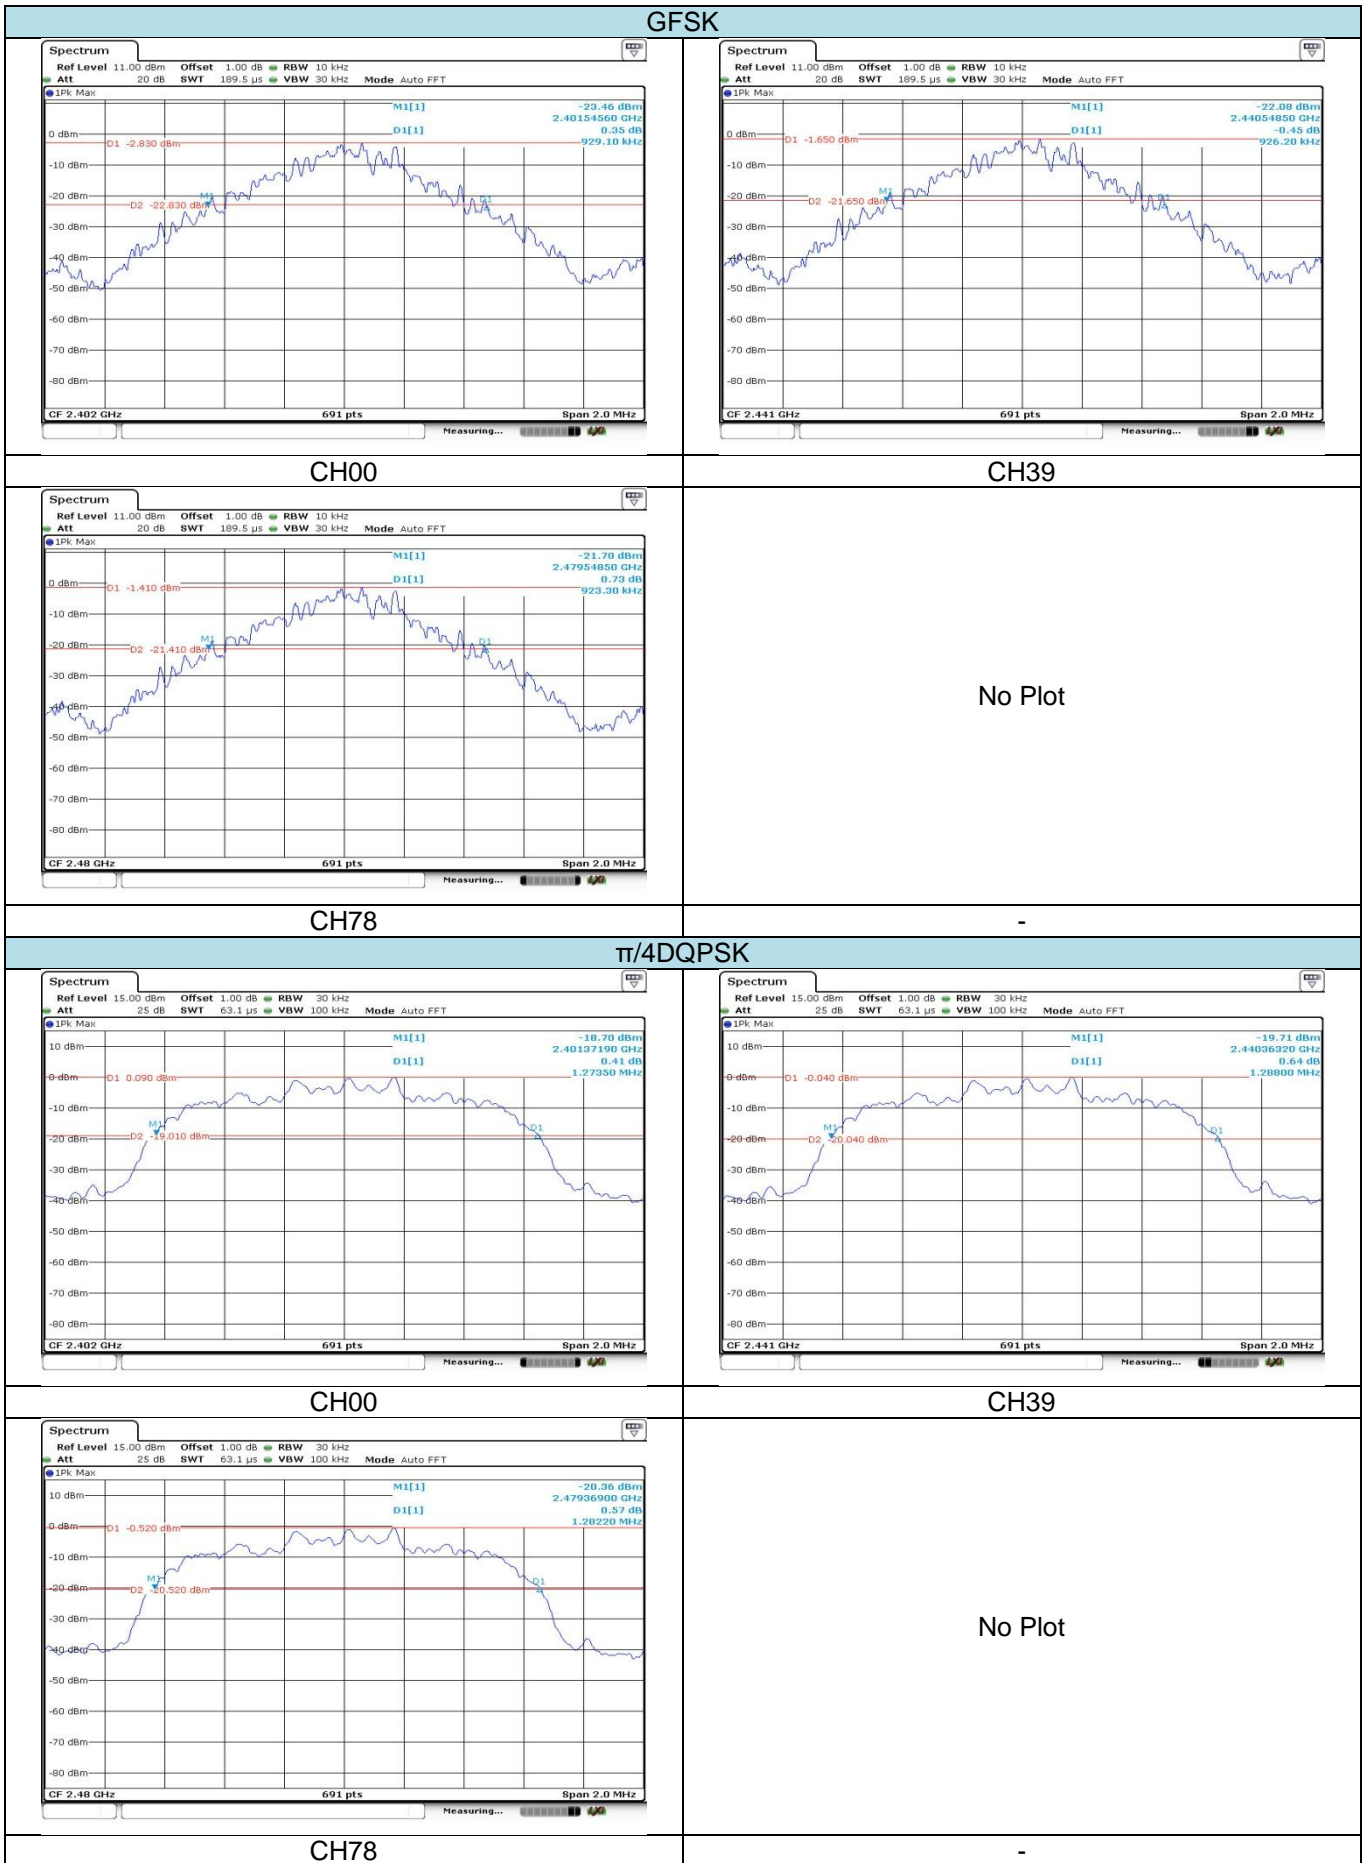 GFSK
Spectrum
Ref Level 11.00 dBm Offset 1.00 dB RBW 10 kHz
Att 20 dB SWT 189.5 µs VBW 30 kHz Mode Auto FFT
1Pk Max
M1[1] -23.46 dBm
2.40154560 GHz
D1[1] 0.35 dB
929.10 kHz
0 dBm
D1 -2.830 dBm
-10 dBm
-20 dBm
M1
D1
D2 -22.830 dBm
-30 dBm
-40 dBm
-50 dBm
-60 dBm
-70 dBm
-80 dBm
CF 2.402 GHz 691 pts Span 2.0 MHz
Measuring...
Spectrum
Ref Level 11.00 dBm Offset 1.00 dB RBW 10 kHz
Att 20 dB SWT 189.5 µs VBW 30 kHz Mode Auto FFT
1Pk Max
M1[1] -22.08 dBm
2.44054850 GHz
D1[1] -0.45 dB
926.20 kHz
0 dBm
D1 -1.650 dBm
-10 dBm
-20 dBm
M1
D1
D2 -21.650 dBm
-30 dBm
-40 dBm
-50 dBm
-60 dBm
-70 dBm
-80 dBm
CF 2.441 GHz 691 pts Span 2.0 MHz
Measuring...
CH00 CH39
Spectrum
Ref Level 11.00 dBm Offset 1.00 dB RBW 10 kHz
Att 20 dB SWT 189.5 µs VBW 30 kHz Mode Auto FFT
1Pk Max
M1[1] -21.70 dBm
2.47954850 GHz
D1[1] 0.73 dB
923.30 kHz
0 dBm
D1 -1.410 dBm
-10 dBm
-20 dBm
M1
D1
D2 -21.410 dBm
-30 dBm
-40 dBm
-50 dBm
-60 dBm
-70 dBm
-80 dBm
CF 2.48 GHz 691 pts Span 2.0 MHz
Measuring...
No Plot
CH78 -
π/4DQPSK
Spectrum
Ref Level 15.00 dBm Offset 1.00 dB RBW 30 kHz
Att 25 dB SWT 63.1 µs VBW 100 kHz Mode Auto FFT
1Pk Max
M1[1] -18.70 dBm
10 dBm
2.40137190 GHz
D1[1] 0.41 dB
1.27350 MHz
0 dBm
D1 0.090 dBm
-10 dBm
M1
D1
D2 -19.010 dBm
-20 dBm
-30 dBm
-40 dBm
-50 dBm
-60 dBm
-70 dBm
-80 dBm
CF 2.402 GHz 691 pts Span 2.0 MHz
Measuring...
Spectrum
Ref Level 15.00 dBm Offset 1.00 dB RBW 30 kHz
Att 25 dB SWT 63.1 µs VBW 100 kHz Mode Auto FFT
1Pk Max
M1[1] -19.71 dBm
10 dBm
2.44036320 GHz
D1[1] 0.64 dB
1.28800 MHz
0 dBm
D1 -0.040 dBm
-10 dBm
M1
D1
-20 dBm
D2 -20.040 dBm
-30 dBm
-40 dBm
-50 dBm
-60 dBm
-70 dBm
-80 dBm
CF 2.441 GHz 691 pts Span 2.0 MHz
Measuring...
CH00 CH39
Spectrum
Ref Level 15.00 dBm Offset 1.00 dB RBW 30 kHz
Att 25 dB SWT 63.1 µs VBW 100 kHz Mode Auto FFT
1Pk Max
M1[1] -20.36 dBm
10 dBm
2.47936900 GHz
D1[1] 0.57 dB
1.28220 MHz
0 dBm
D1 -0.520 dBm
-10 dBm
M1
D1
-20 dBm
D2 -20.520 dBm
-30 dBm
-40 dBm
-50 dBm
-60 dBm
-70 dBm
-80 dBm
CF 2.48 GHz 691 pts Span 2.0 MHz
Measuring...
No Plot
CH78 -